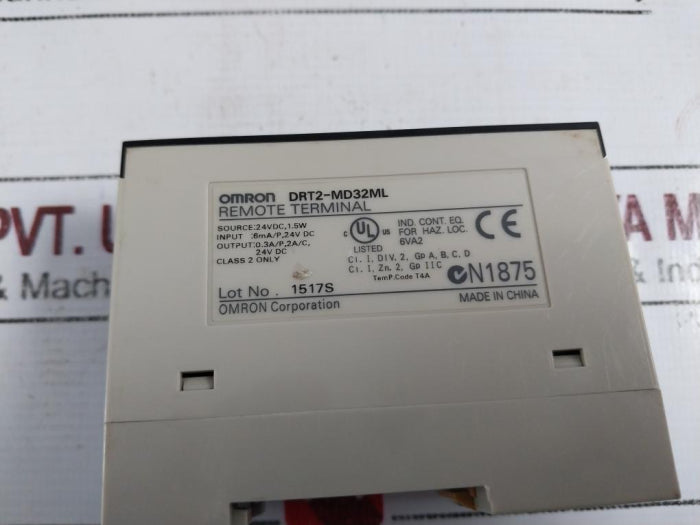 OMRON DRT2-MD32ML
REMOTE TERMINAL
SOURCE:24VDC,1.5W
INPUT :6mA/P,24V DC
OUTPUT:0.3A/P,2A/C,
24V DC
CLASS 2 ONLY
C UL US
LISTED
IND. CONT. EQ.
FOR HAZ. LOC.
6VA2
CE
Cl. I, DIV. 2, Gp A, B, C, D
Cl. I, Zn. 2, Gp IIC
Temp.Code T4A
N1875
Lot No. 1517S
MADE IN CHINA
OMRON Corporation
PVT.
& Mach
& Ind